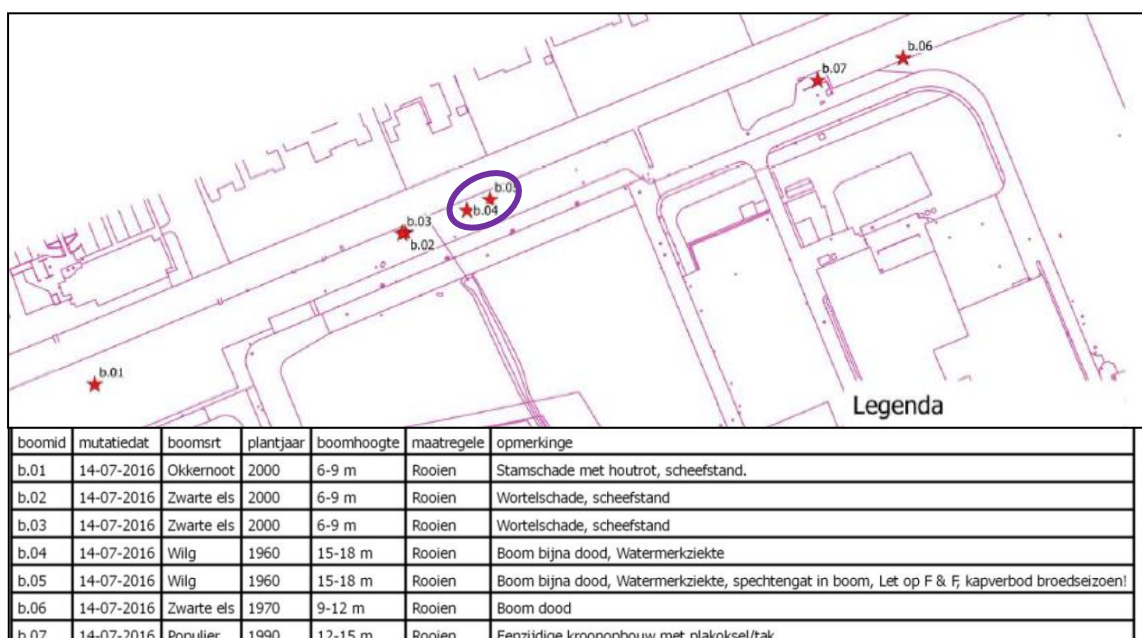 b.06
b.07
b.05
b.04
b.03
b.02
b.01
Legenda
boomid mutatiedat boomsrt plantjaar boomhoogte maatregele opmerkinge
b.01 14-07-2016 Okkernoot 2000 6-9 m Rooien Stamschade met houtrot, scheefstand.
b.02 14-07-2016 Zwarte els 2000 6-9 m Rooien Wortelschade, scheefstand
b.03 14-07-2016 Zwarte els 2000 6-9 m Rooien Wortelschade, scheefstand
b.04 14-07-2016 Wilg 1960 15-18 m Rooien Boom bijna dood, Watermerkziekte
b.05 14-07-2016 Wilg 1960 15-18 m Rooien Boom bijna dood, Watermerkziekte, spechtengat in boom, Let op F & F, kapverbod broedseizoen!
b.06 14-07-2016 Zwarte els 1970 9-12 m Rooien Boom dood
b.07 14-07-2016 Populier 1990 12-15 m Rooien Eenzijdige kroonopbouw met plakoksel/tak